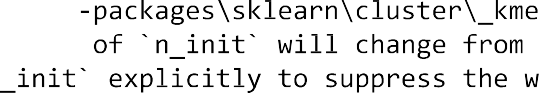 -packages\sklearn\cluster\_kme
of `n_init` will change from
_init` explicitly to suppress the w